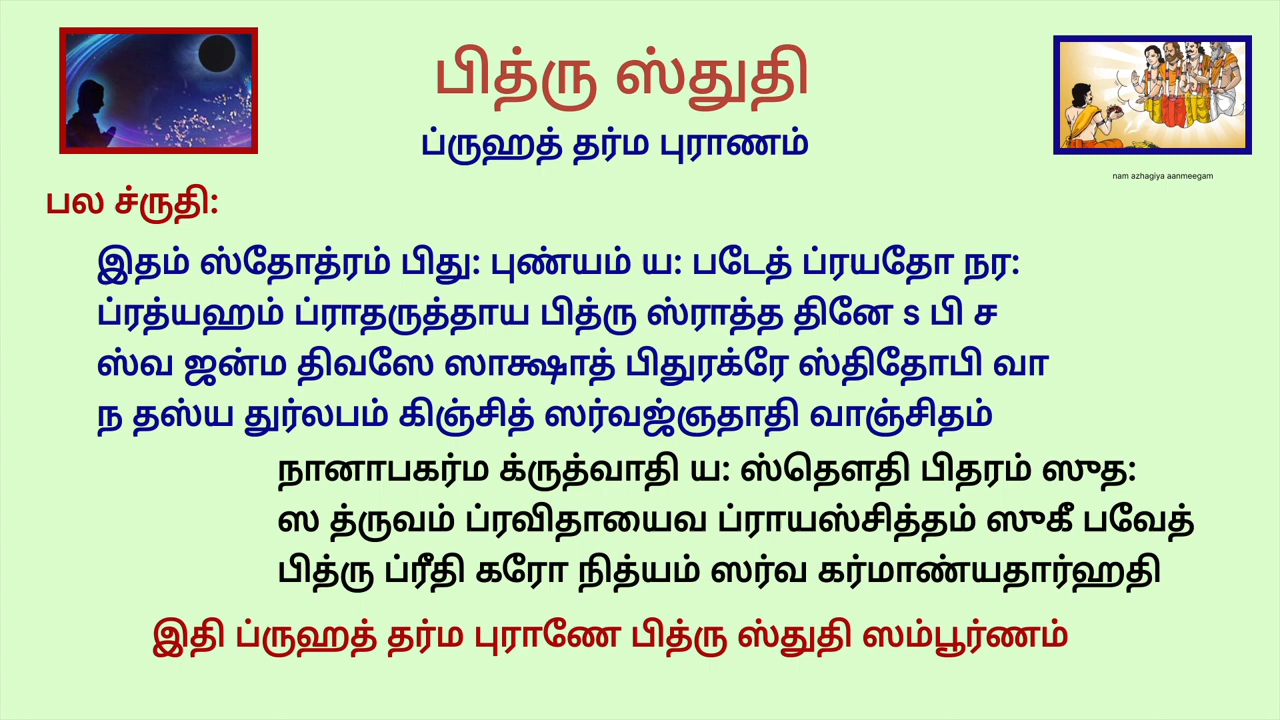 பித்ரு ஸ்துதி
ப்ருஹத் தர்ம புராணம்
nam azhagiya aanmeegam
பல ச்ருதி:
இதம் ஸ்தோத்ரம் பிது: புண்யம் ய: படேத் ப்ரயதோ நர:
ப்ரத்யஹம் ப்ராதருத்தாய பித்ரு ஸ்ராத்த தினே s பி ச
ஸ்வ ஜன்ம திவஸே ஸாக்ஷாத் பிதுரக்ரே ஸ்திதோபி வா
ந தஸ்ய துர்லபம் கிஞ்சித் ஸர்வஜ்ஞதாதி வாஞ்சிதம்
நானாபகர்ம க்ருத்வாதி ய: ஸ்தௌதி பிதரம் ஸுத:
ஸ த்ருவம் ப்ரவிதாயைவ ப்ராயஸ்சித்தம் ஸுகீ பவேத்
பித்ரு ப்ரீதி கரோ நித்யம் ஸர்வ கர்மாண்யதார்ஹதி
இதி ப்ருஹத் தர்ம புராணே பித்ரு ஸ்துதி ஸம்பூர்ணம்